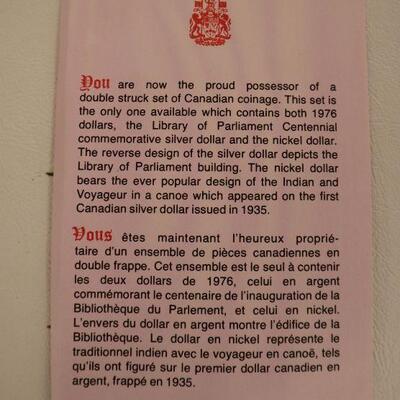 You are now the proud possessor of a
double struck set of Canadian coinage. This set is
the only one available which contains both 1976
dollars, the Library of Parliament Centennial
commemorative silver dollar and the nickel dollar.
The reverse design of the silver dollar depicts the
Library of Parliament building. The nickel dollar
bears the ever popular design of the Indian and
Voyageur in a canoe which appeared on the first
Canadian silver dollar issued in 1935.
Vous êtes maintenant l'heureux proprié-
taire d'un ensemble de pièces canadiennes en
double frappe. Cet ensemble est le seul à contenir
les deux dollars de 1976, celui en argent
commémorant le centenaire de l'inauguration de la
Bibliothèque du Parlement, et celui en nickel.
L'envers du dollar en argent montre l'édifice de la
Bibliothèque. Le dollar en nickel représente le
traditionnel indien avec le voyageur en canoë, tels
qu'ils ont figuré sur le premier dollar canadien en
argent, frappé en 1935.